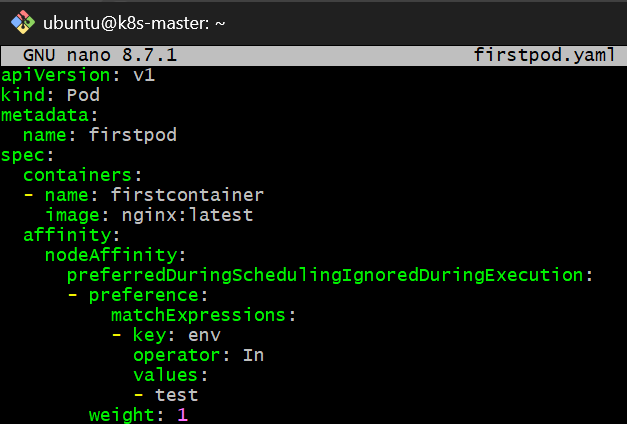 ubuntu@k8s-master: ~
GNU nano 8.7.1 firstpod.yaml
apiVersion: v1
kind: Pod
metadata:
  name: firstpod
spec:
  containers:
  - name: firstcontainer
    image: nginx:latest
  affinity:
    nodeAffinity:
      preferredDuringSchedulingIgnoredDuringExecution:
      - preference:
          matchExpressions:
          - key: env
            operator: In
            values:
            - test
        weight: 1